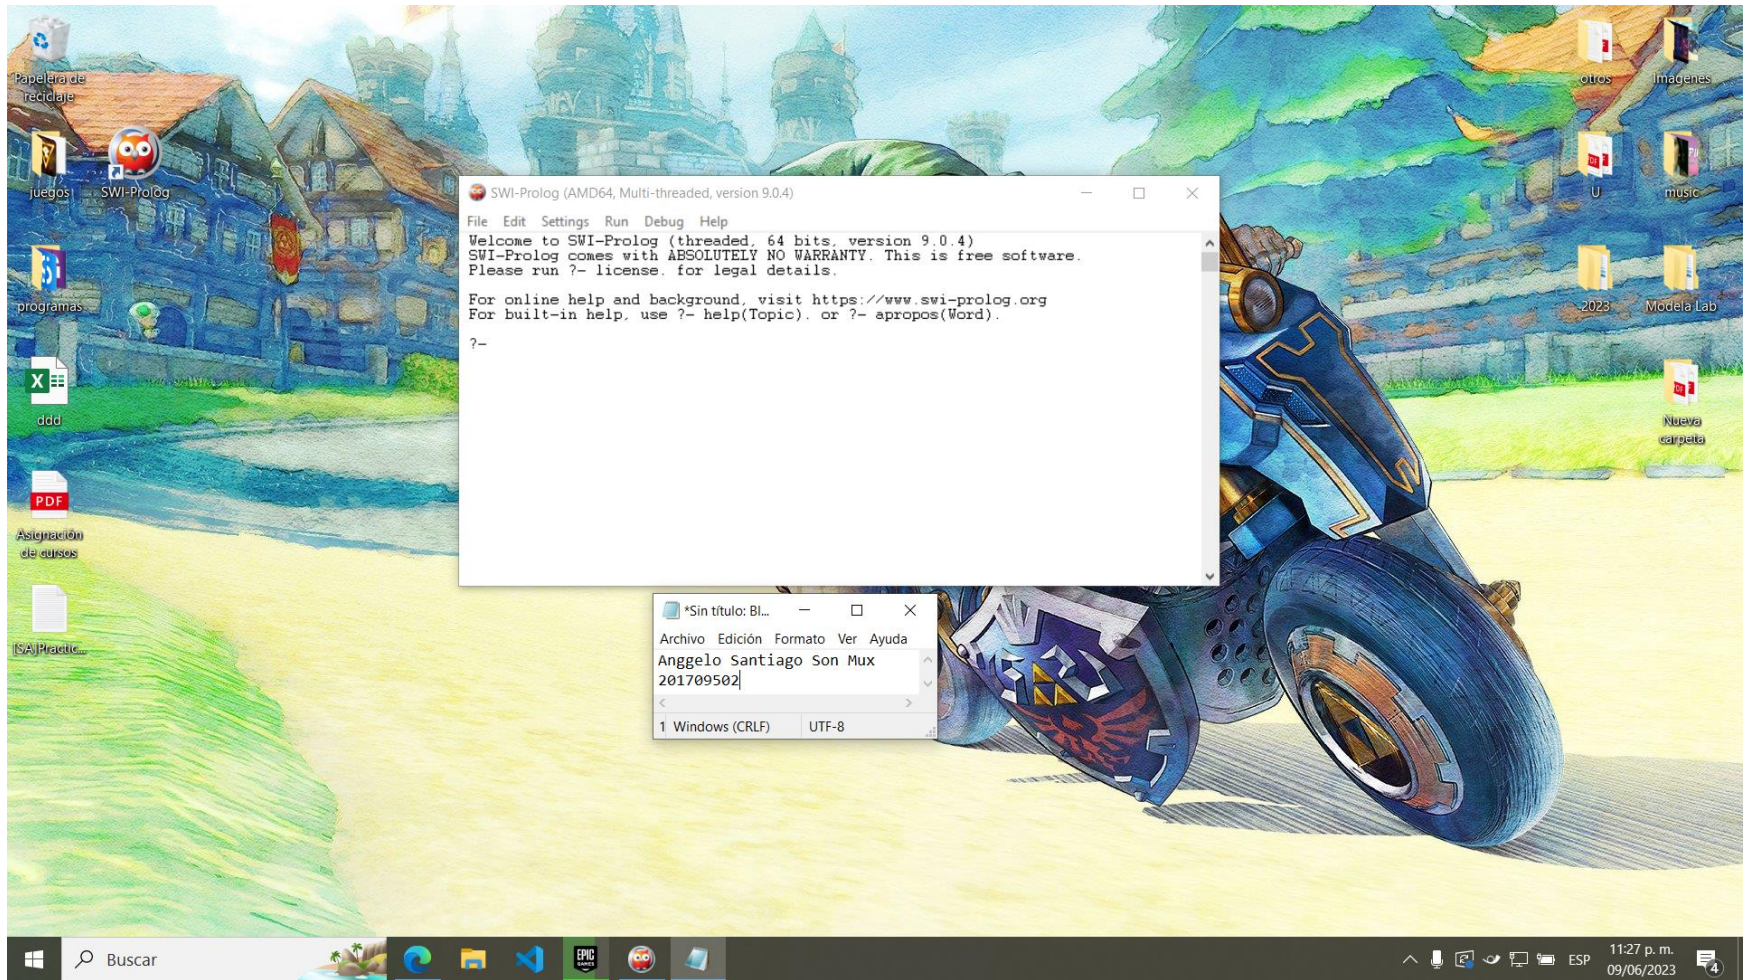 Papelera de
reciclaje
juegos
SWI-Prolog
programas
ddd
PDF
Asignación
de cursos
[SA]Practic...
SWI-Prolog (AMD64, Multi-threaded, version 9.0.4)
File Edit Settings Run Debug Help
Welcome to SWI-Prolog (threaded, 64 bits, version 9.0.4)
SWI-Prolog comes with ABSOLUTELY NO WARRANTY. This is free software.
Please run ?- license. for legal details.
For online help and background, visit https://www.swi-prolog.org
For built-in help, use ?- help(Topic). or ?- apropos(Word).
?-
*Sin título: Bl...
Archivo Edición Formato Ver Ayuda
Anggelo Santiago Son Mux
201709502
1 Windows (CRLF) UTF-8
otros
Imagenes
U
music
2023
Modela Lab
Nueva
carpeta
Buscar
EPIC
GAMES
ESP
11:27 p. m.
09/06/2023
4